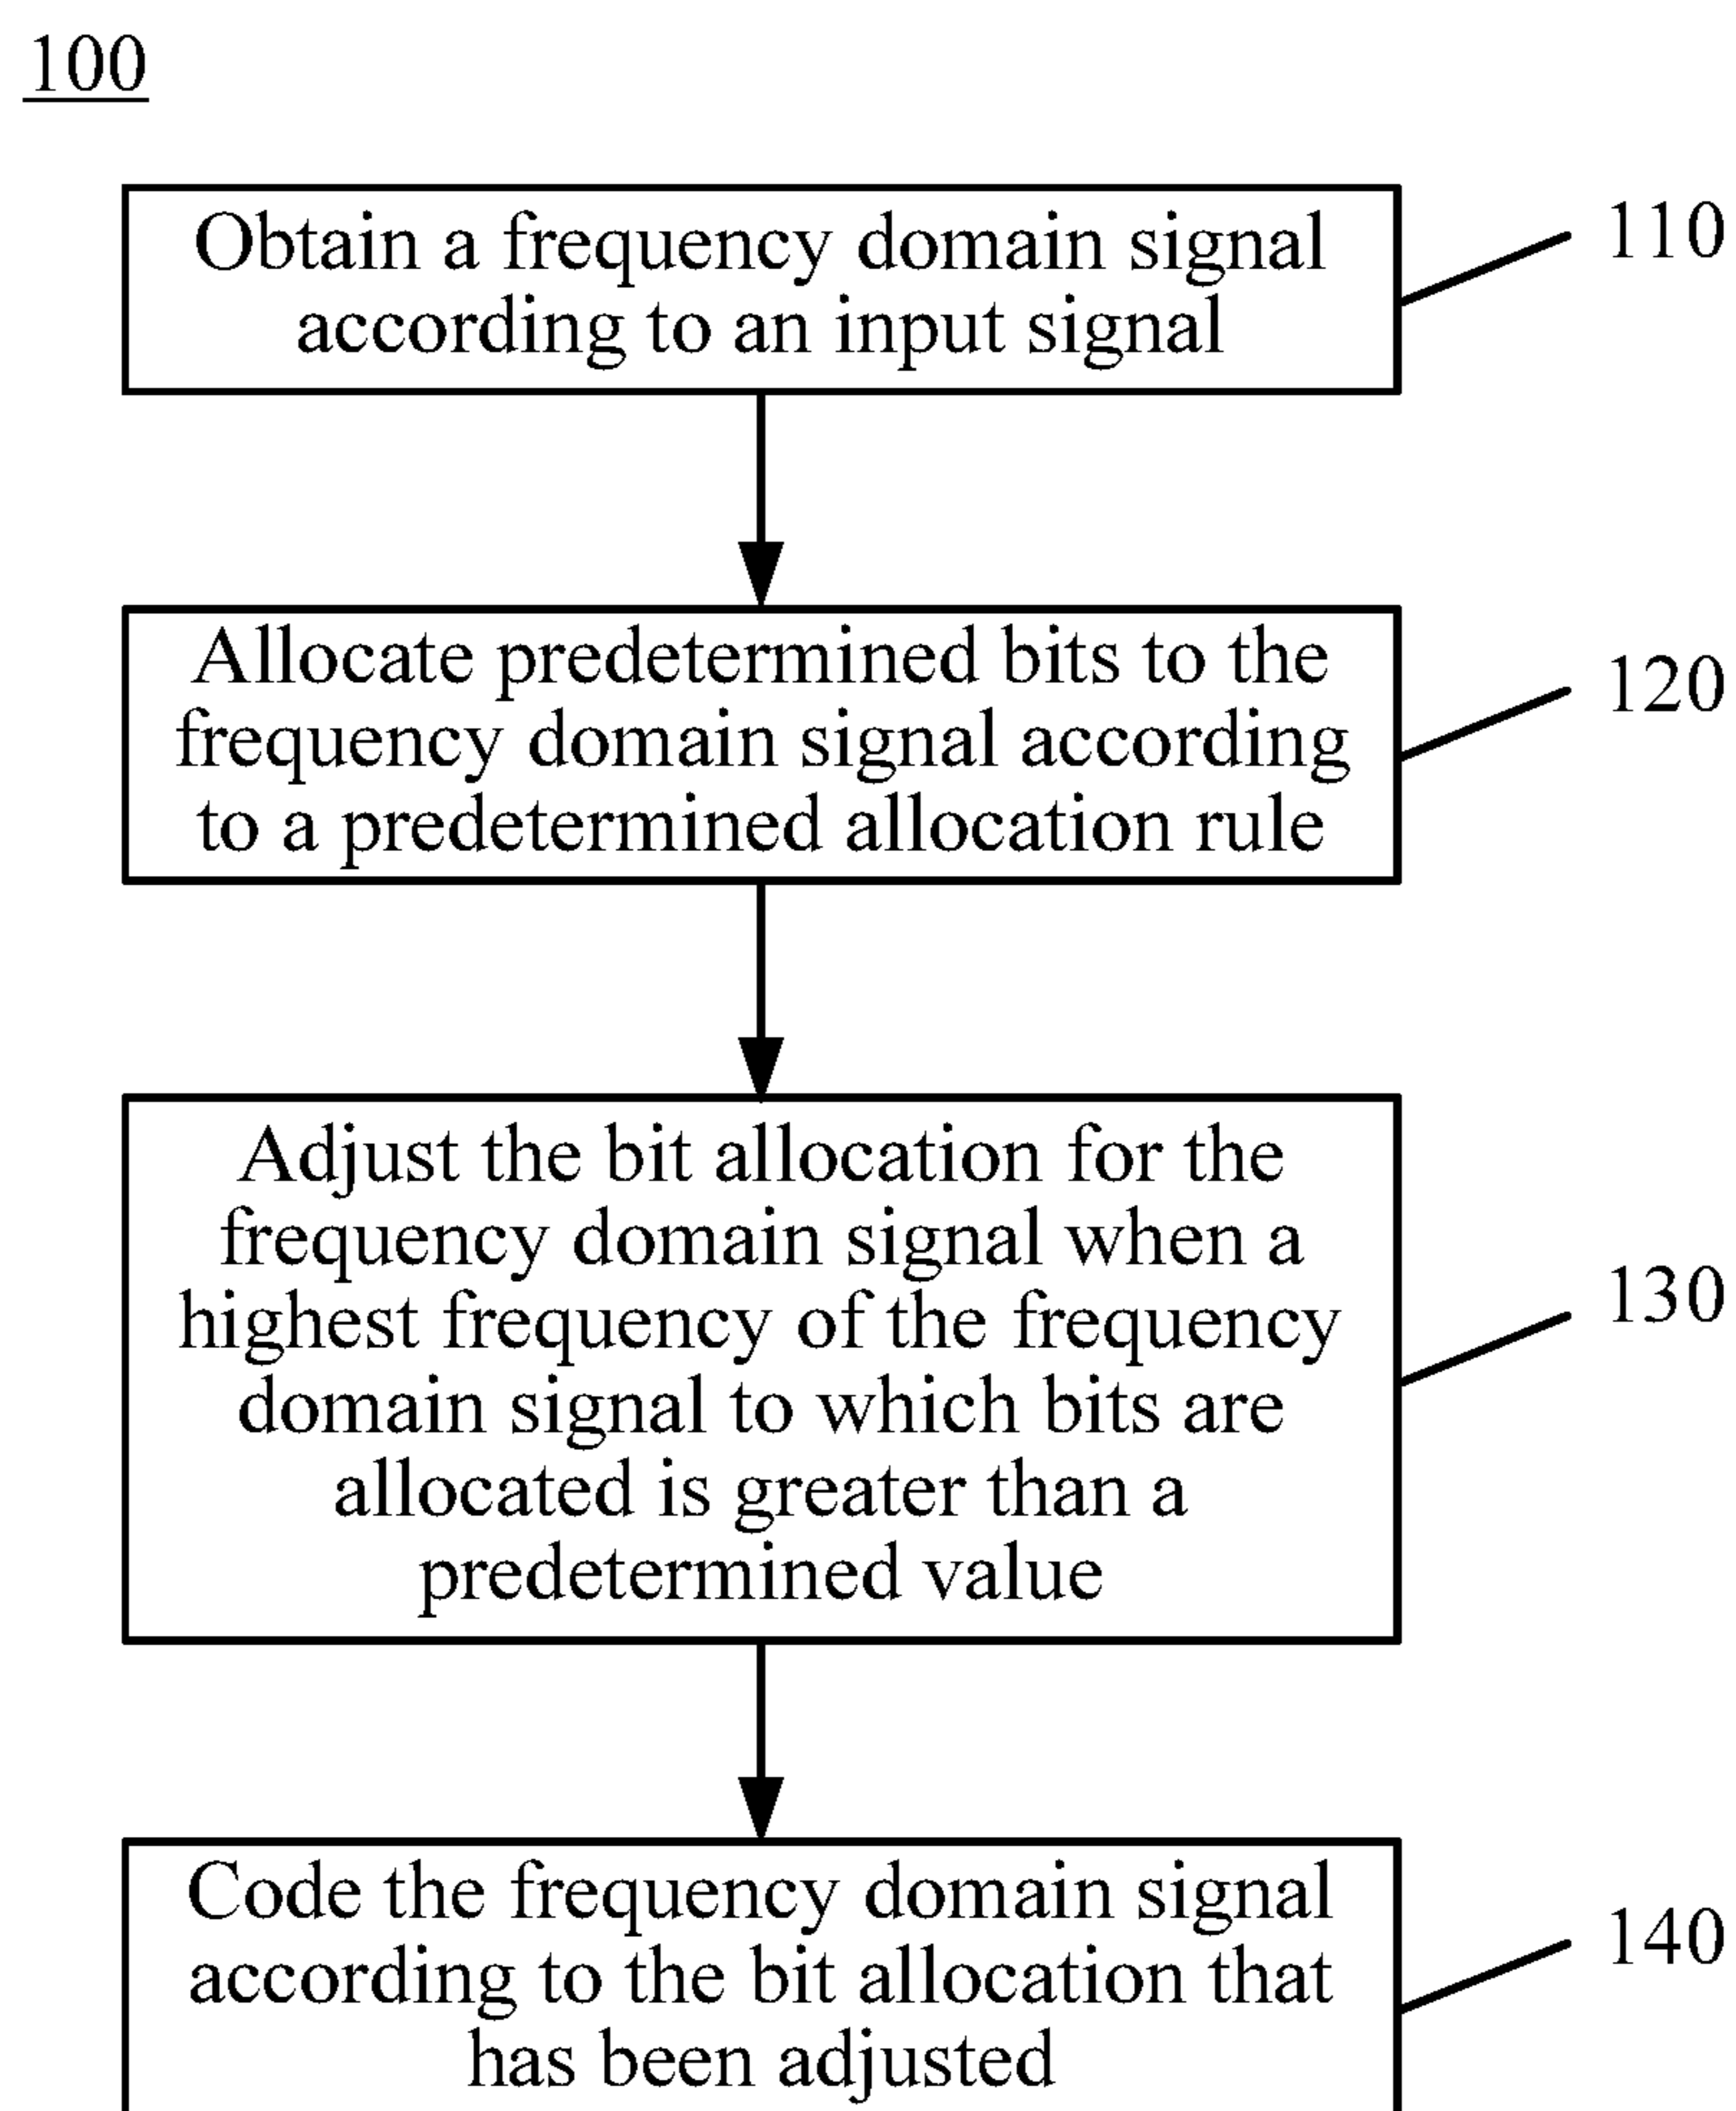 100
Obtain a frequency domain signal
according to an input signal
110
Allocate predetermined bits to the
frequency domain signal according
to a predetermined allocation rule
120
Adjust the bit allocation for the
frequency domain signal when a
highest frequency of the frequency
domain signal to which bits are
allocated is greater than a
predetermined value
130
Code the frequency domain signal
according to the bit allocation that
has been adjusted
140